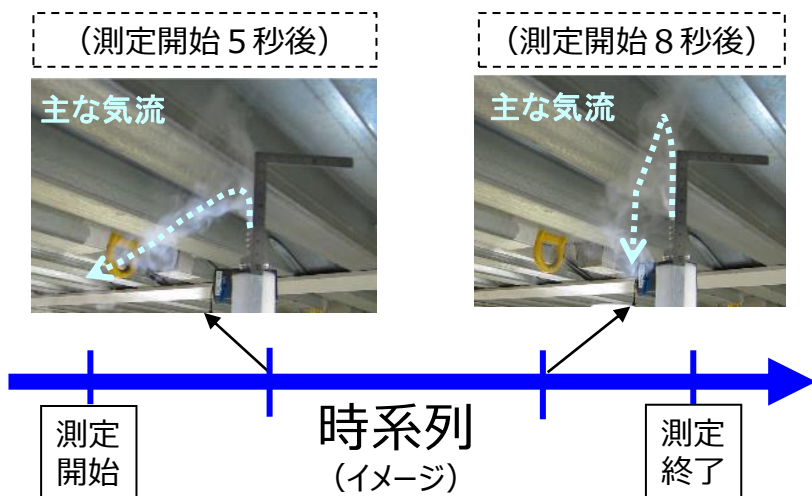 （測定開始５秒後）
（測定開始８秒後）
主な気流
主な気流
測定
開始
時系列
（イメージ）
測定
終了